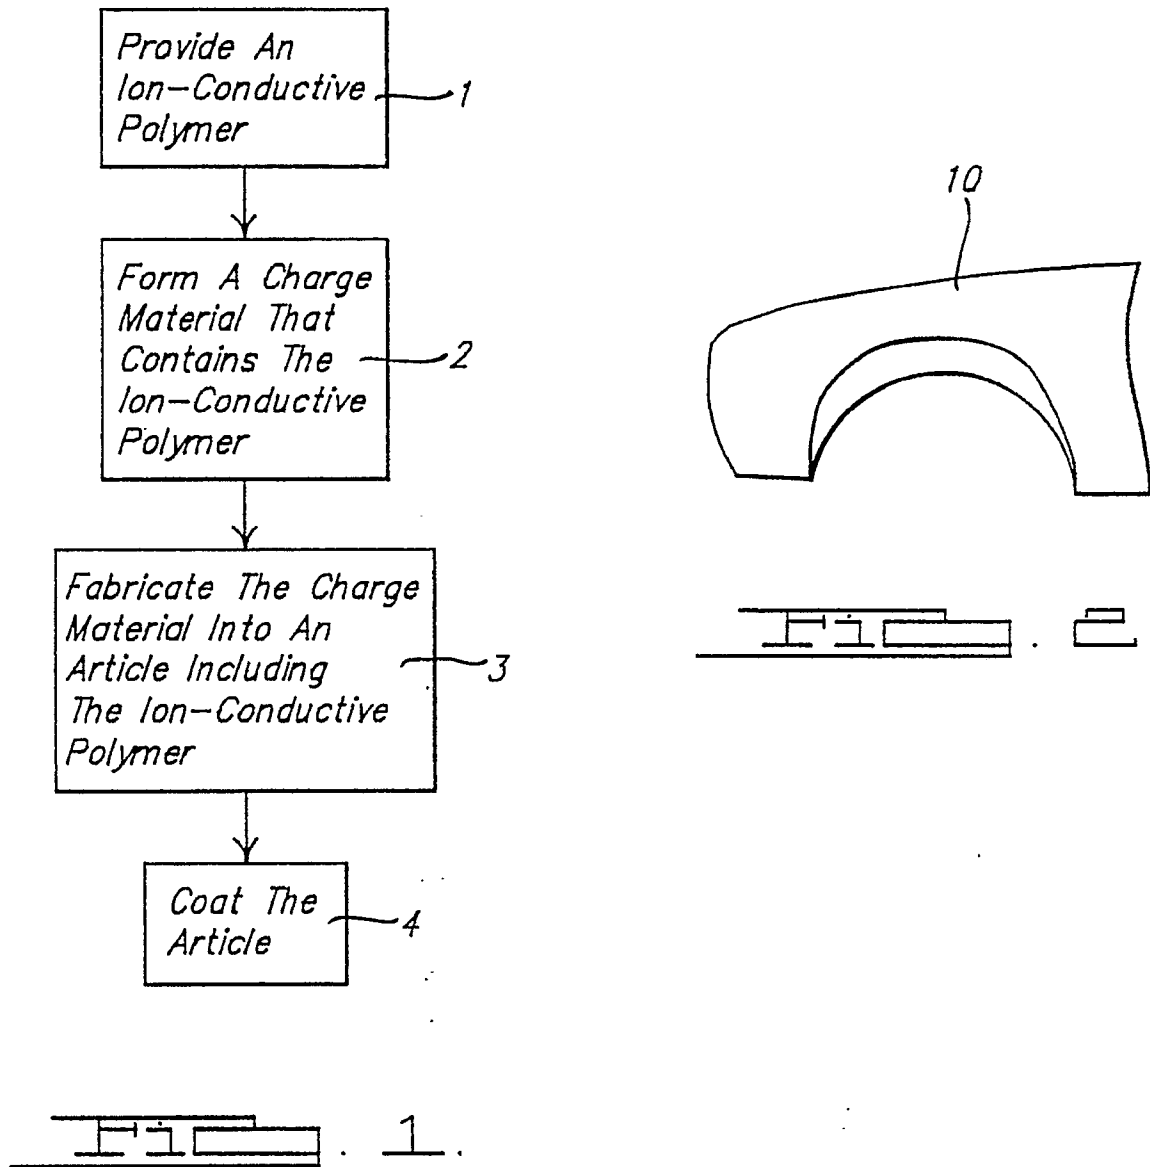 Provide An
Ion-Conductive
Polymer
1
Form A Charge
Material That
Contains The
Ion-Conductive
Polymer
2
Fabricate The Charge
Material Into An
Article Including
The Ion-Conductive
Polymer
3
Coat The
Article
4
Fig. 1.
10
Fig. 2